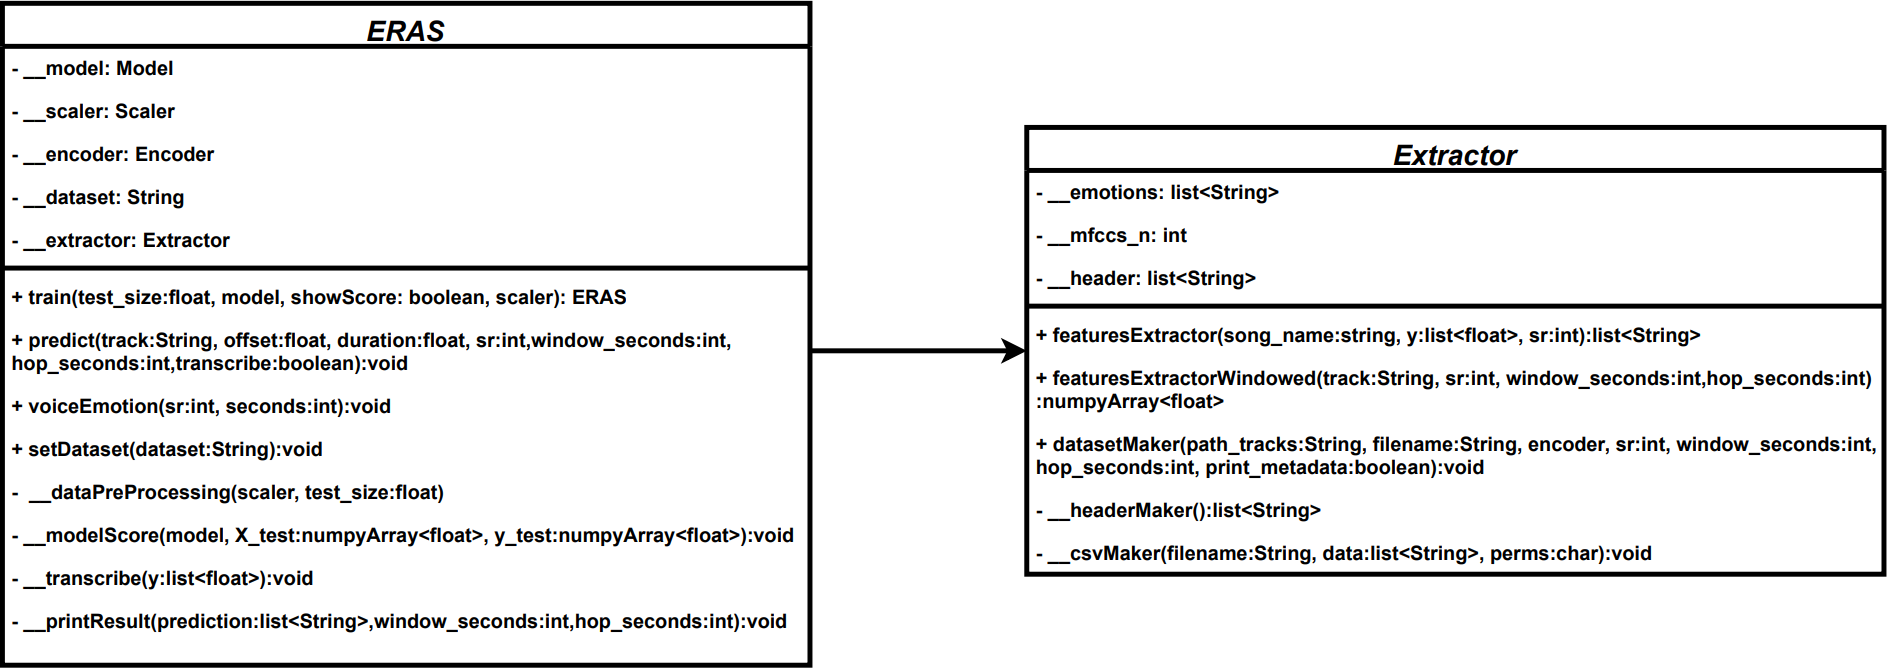 ERAS
- __model: Model
- __scaler: Scaler
- __encoder: Encoder
- __dataset: String
- __extractor: Extractor
+ train(test_size:float, model, showScore: boolean, scaler): ERAS
+ predict(track:String, offset:float, duration:float, sr:int,window_seconds:int,
hop_seconds:int,transcribe:boolean):void
+ voiceEmotion(sr:int, seconds:int):void
+ setDataset(dataset:String):void
-  __dataPreProcessing(scaler, test_size:float)
- __modelScore(model, X_test:numpyArray<float>, y_test:numpyArray<float>):void
- __transcribe(y:list<float>):void
- __printResult(prediction:list<String>,window_seconds:int,hop_seconds:int):void
Extractor
- __emotions: list<String>
- __mfccs_n: int
- __header: list<String>
+ featuresExtractor(song_name:string, y:list<float>, sr:int):list<String>
+ featuresExtractorWindowed(track:String, sr:int, window_seconds:int,hop_seconds:int)
:numpyArray<float>
+ datasetMaker(path_tracks:String, filename:String, encoder, sr:int, window_seconds:int,
hop_seconds:int, print_metadata:boolean):void
- __headerMaker():list<String>
- __csvMaker(filename:String, data:list<String>, perms:char):void